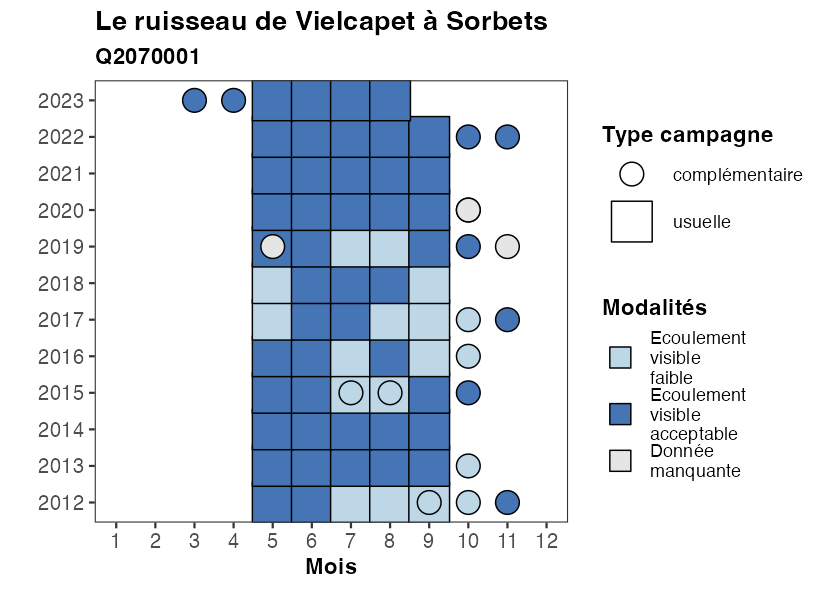 Le ruisseau de Vielcapet à Sorbets
Q2070001
2023
2022
2021
2020
2019
2018
2017
2016
2015
2014
2013
2012
1 2 3 4 5 6 7 8 9 10 11 12
Mois
Type campagne
complémentaire
usuelle
Modalités
Ecoulement
visible
faible
Ecoulement
visible
acceptable
Donnée
manquante